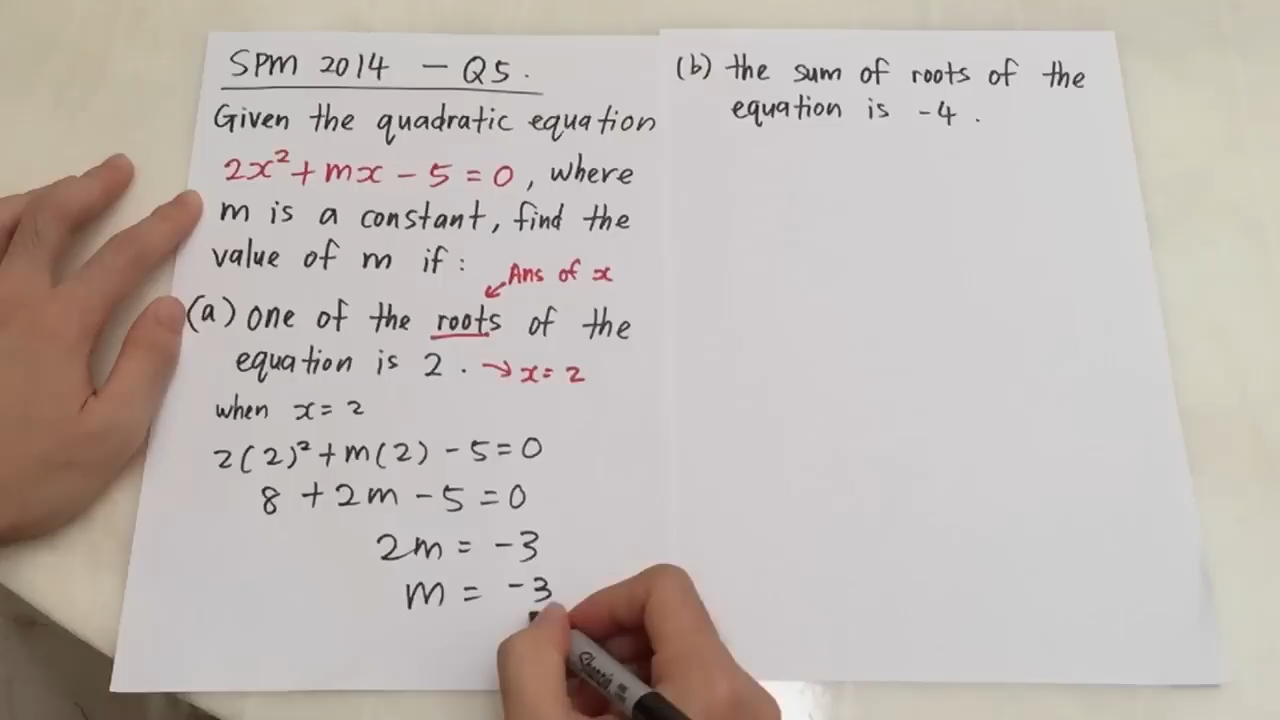 SPM 2014 - Q5.
Given the quadratic equation
2x² + mx - 5 = 0, where
m is a constant, find the
value of m if :
Ans of x
(a) one of the roots of the
equation is 2. → x = 2
when x = 2
2(2)² + m(2) - 5 = 0
8 + 2m - 5 = 0
2m = -3
m = -3
(b) the sum of roots of the
equation is -4.
Sharpie